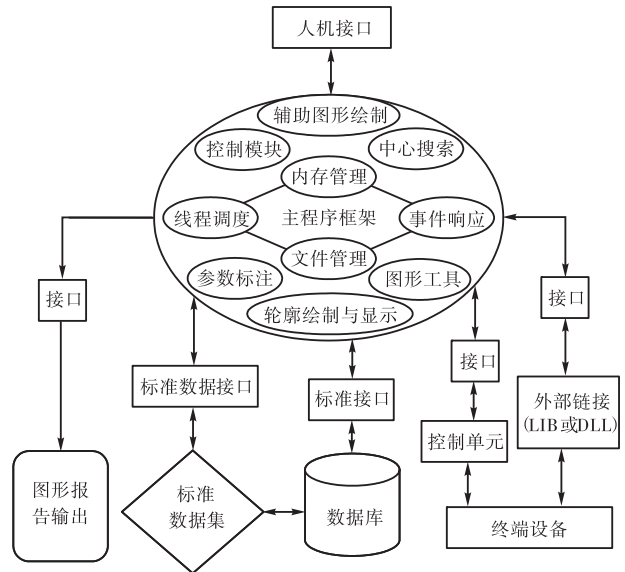 人机接口
辅助图形绘制
控制模块
中心搜索
内存管理
线程调度
主程序框架
事件响应
文件管理
参数标注
图形工具
轮廓绘制与显示
接口
接口
接口
标准数据接口
标准接口
外部链接
(LIB或DLL)
控制单元
图形报
告输出
标准
数据集
数据库
终端设备